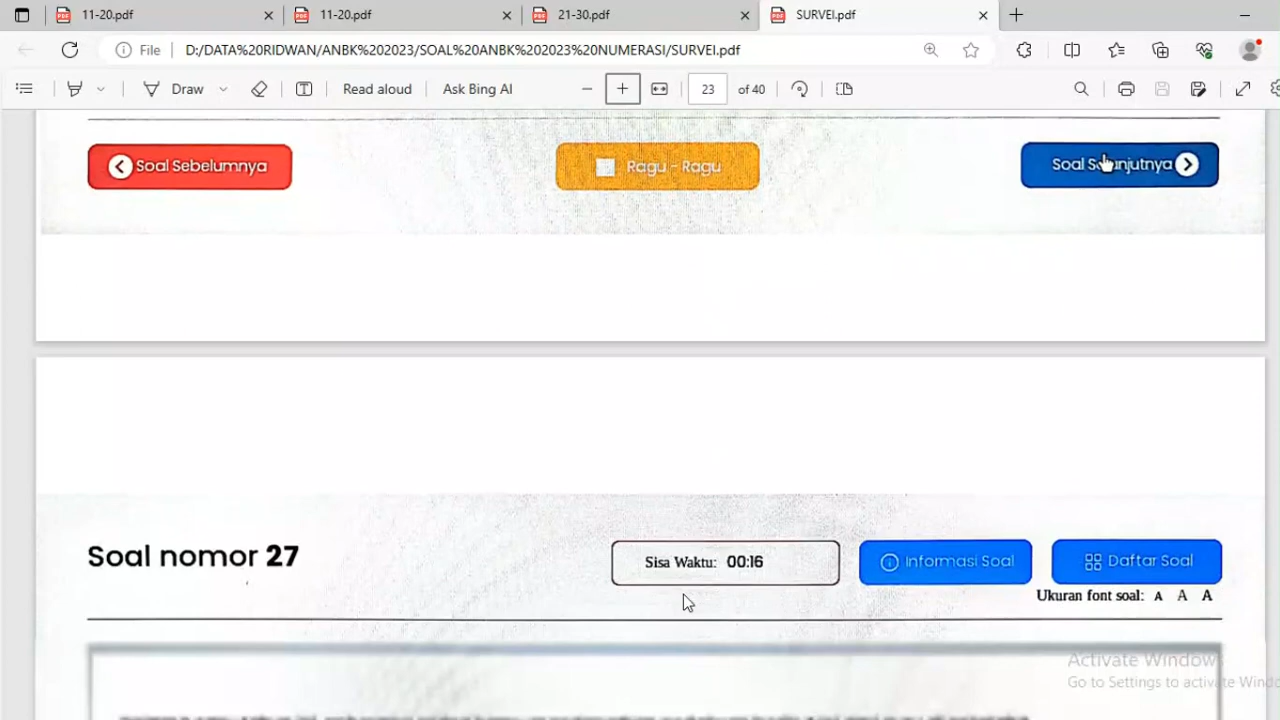 11-20.pdf
11-20.pdf
21-30.pdf
SURVEI.pdf
File
D:/DATA%20RIDWAN/ANBK%202023/SOAL%20ANBK%202023%20NUMERASI/SURVEI.pdf
Draw
Read aloud
Ask Bing AI
23
of 40
Soal Sebelumnya
Ragu - Ragu
Soal Selanjutnya
Soal nomor 27
Sisa Waktu: 00:16
Informasi Soal
Daftar Soal
Ukuran font soal: A A A
Activate Windows
Go to Settings to activate Windo